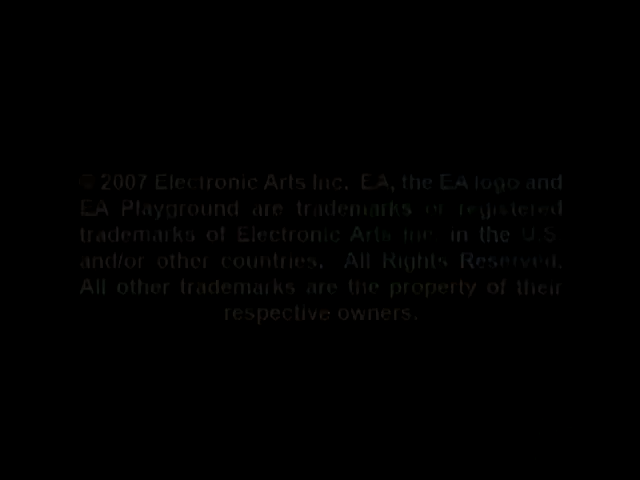 © 2007 Electronic Arts Inc. EA, the EA logo and
EA Playground are trademarks or registered
trademarks of Electronic Arts Inc. in the U.S.
and/or other countries. All Rights Reserved.
All other trademarks are the property of their
respective owners.